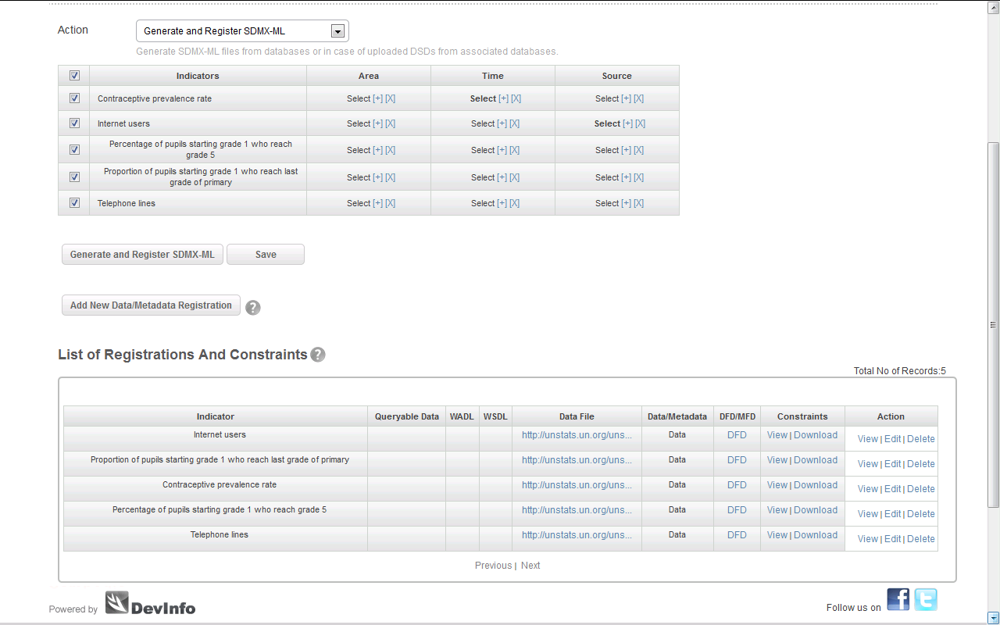 Action Generate and Register SDMX-ML
Generate SDMX-ML files from databases or in case of uploaded DSDs from associated databases.
Indicators Area Time Source
Contraceptive prevalence rate Select [+] [X] Select [+] [X] Select [+] [X]
Internet users Select [+] [X] Select [+] [X] Select [+] [X]
Percentage of pupils starting grade 1 who reach
grade 5 Select [+] [X] Select [+] [X] Select [+] [X]
Proportion of pupils starting grade 1 who reach last
grade of primary Select [+] [X] Select [+] [X] Select [+] [X]
Telephone lines Select [+] [X] Select [+] [X] Select [+] [X]
Generate and Register SDMX-ML Save
Add New Data/Metadata Registration ?
List of Registrations And Constraints ?
Total No of Records:5
Indicator Queryable Data WADL WSDL Data File Data/Metadata DFD/MFD Constraints Action
Internet users http://unstats.un.org/uns... Data DFD View | Download View | Edit | Delete
Proportion of pupils starting grade 1 who reach last grade of primary http://unstats.un.org/uns... Data DFD View | Download View | Edit | Delete
Contraceptive prevalence rate http://unstats.un.org/uns... Data DFD View | Download View | Edit | Delete
Percentage of pupils starting grade 1 who reach grade 5 http://unstats.un.org/uns... Data DFD View | Download View | Edit | Delete
Telephone lines http://unstats.un.org/uns... Data DFD View | Download View | Edit | Delete
Previous | Next
Powered by DevInfo
Follow us on f t